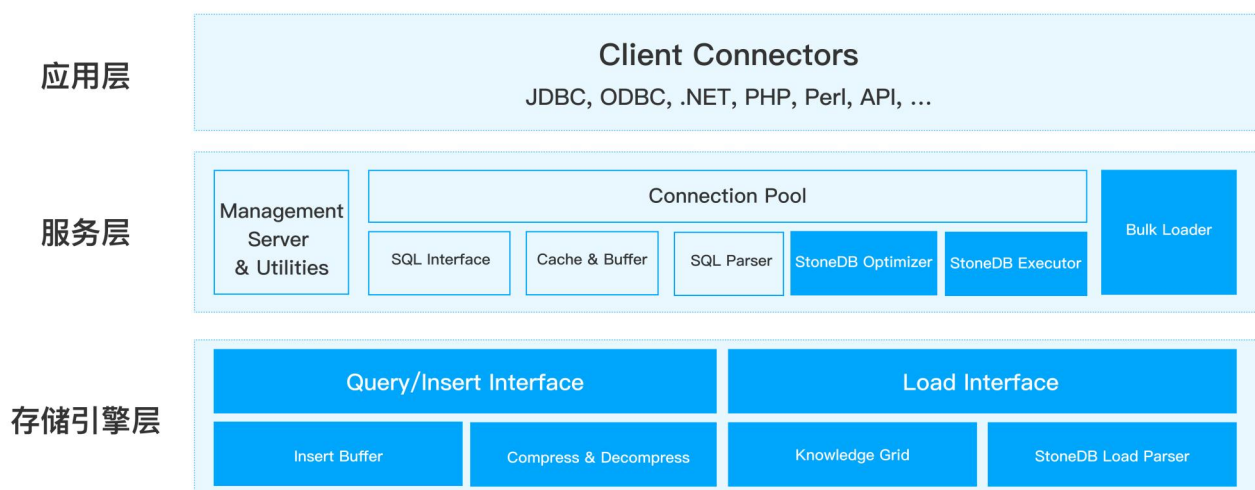 应用层
Client Connectors
JDBC, ODBC, .NET, PHP, Perl, API, ...
服务层
Management
Server
& Utilities
Connection Pool
SQL Interface
Cache & Buffer
SQL Parser
StoneDB Optimizer
StoneDB Executor
Bulk Loader
存储引擎层
Query/Insert Interface
Load Interface
Insert Buffer
Compress & Decompress
Knowledge Grid
StoneDB Load Parser